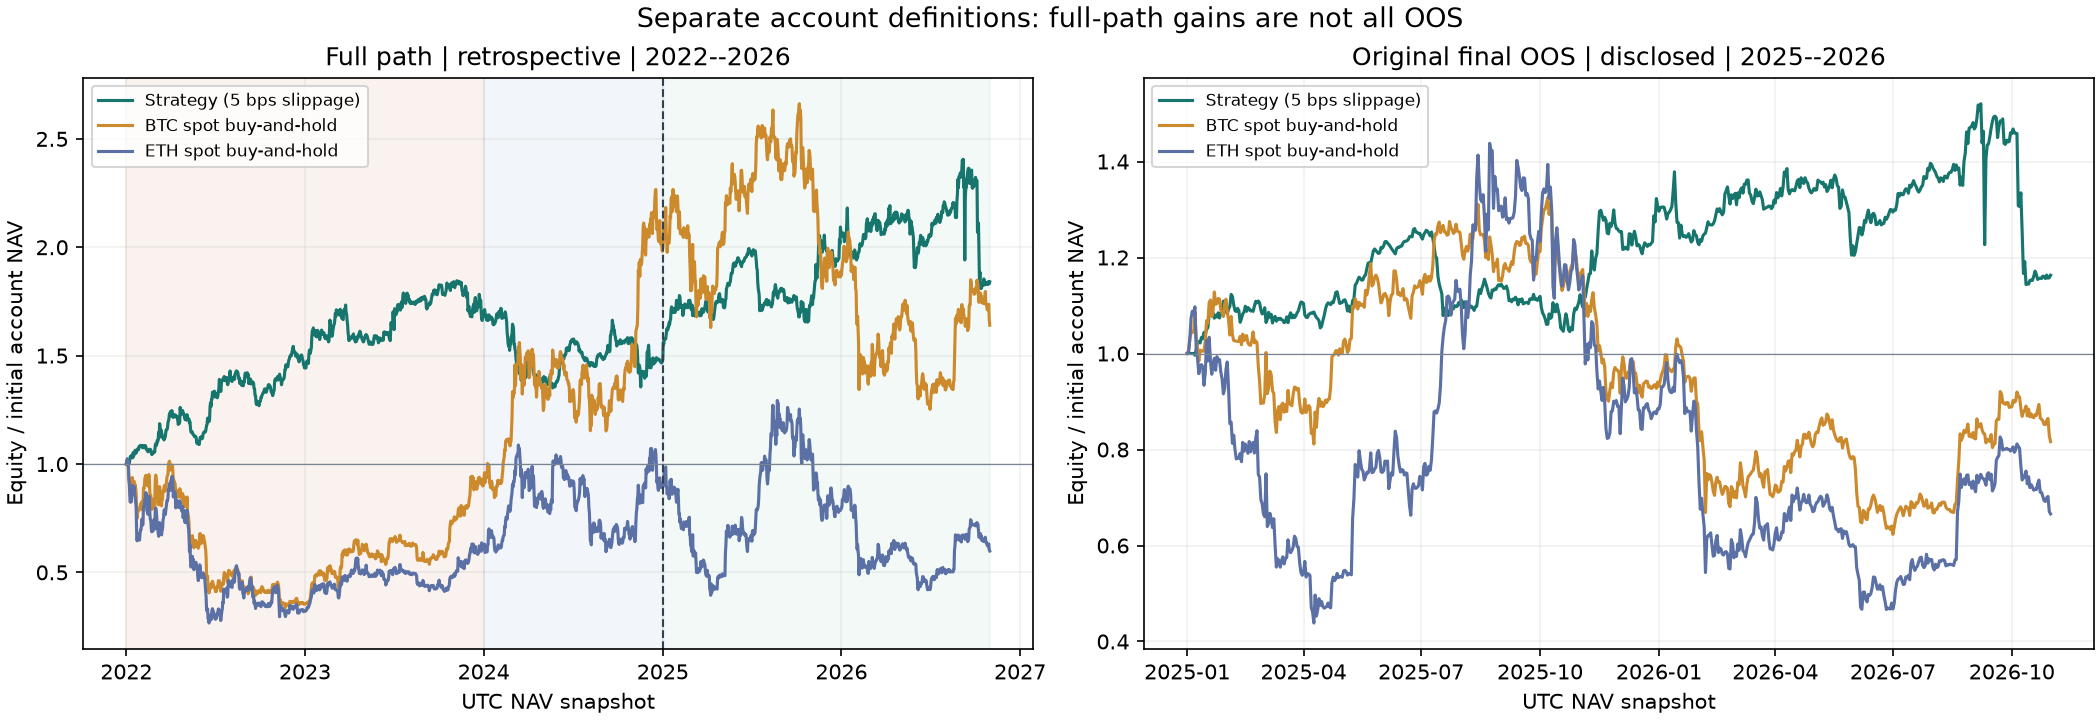 Separate account definitions: full-path gains are not all OOS
Full path | retrospective | 2022--2026
Strategy (5 bps slippage)
BTC spot buy-and-hold
ETH spot buy-and-hold
Equity / initial account NAV
2.5
2.0
1.5
1.0
0.5
2022
2023
2024
2025
2026
2027
UTC NAV snapshot
Original final OOS | disclosed | 2025--2026
Strategy (5 bps slippage)
BTC spot buy-and-hold
ETH spot buy-and-hold
Equity / initial account NAV
1.4
1.2
1.0
0.8
0.6
0.4
2025-01
2025-04
2025-07
2025-10
2026-01
2026-04
2026-07
2026-10
UTC NAV snapshot